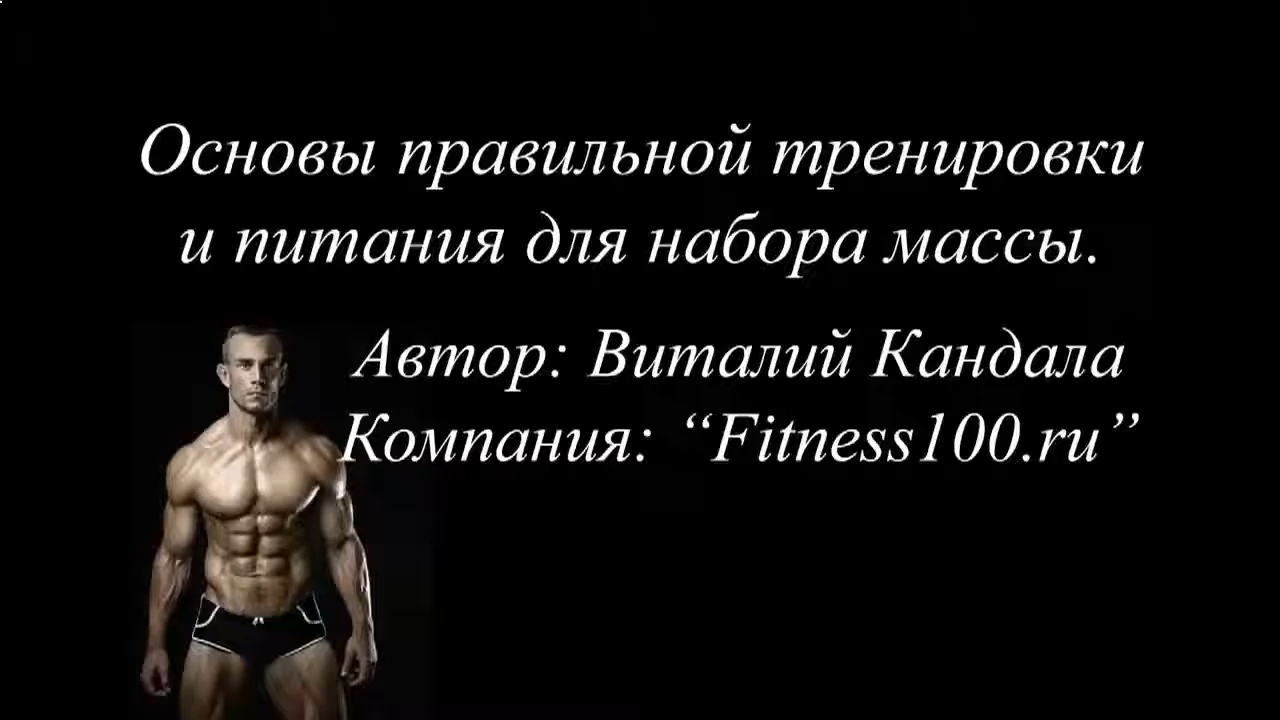 Основы правильной тренировки
и питания для набора массы.
Автор: Виталий Кандала
Компания: “Fitness100.ru”